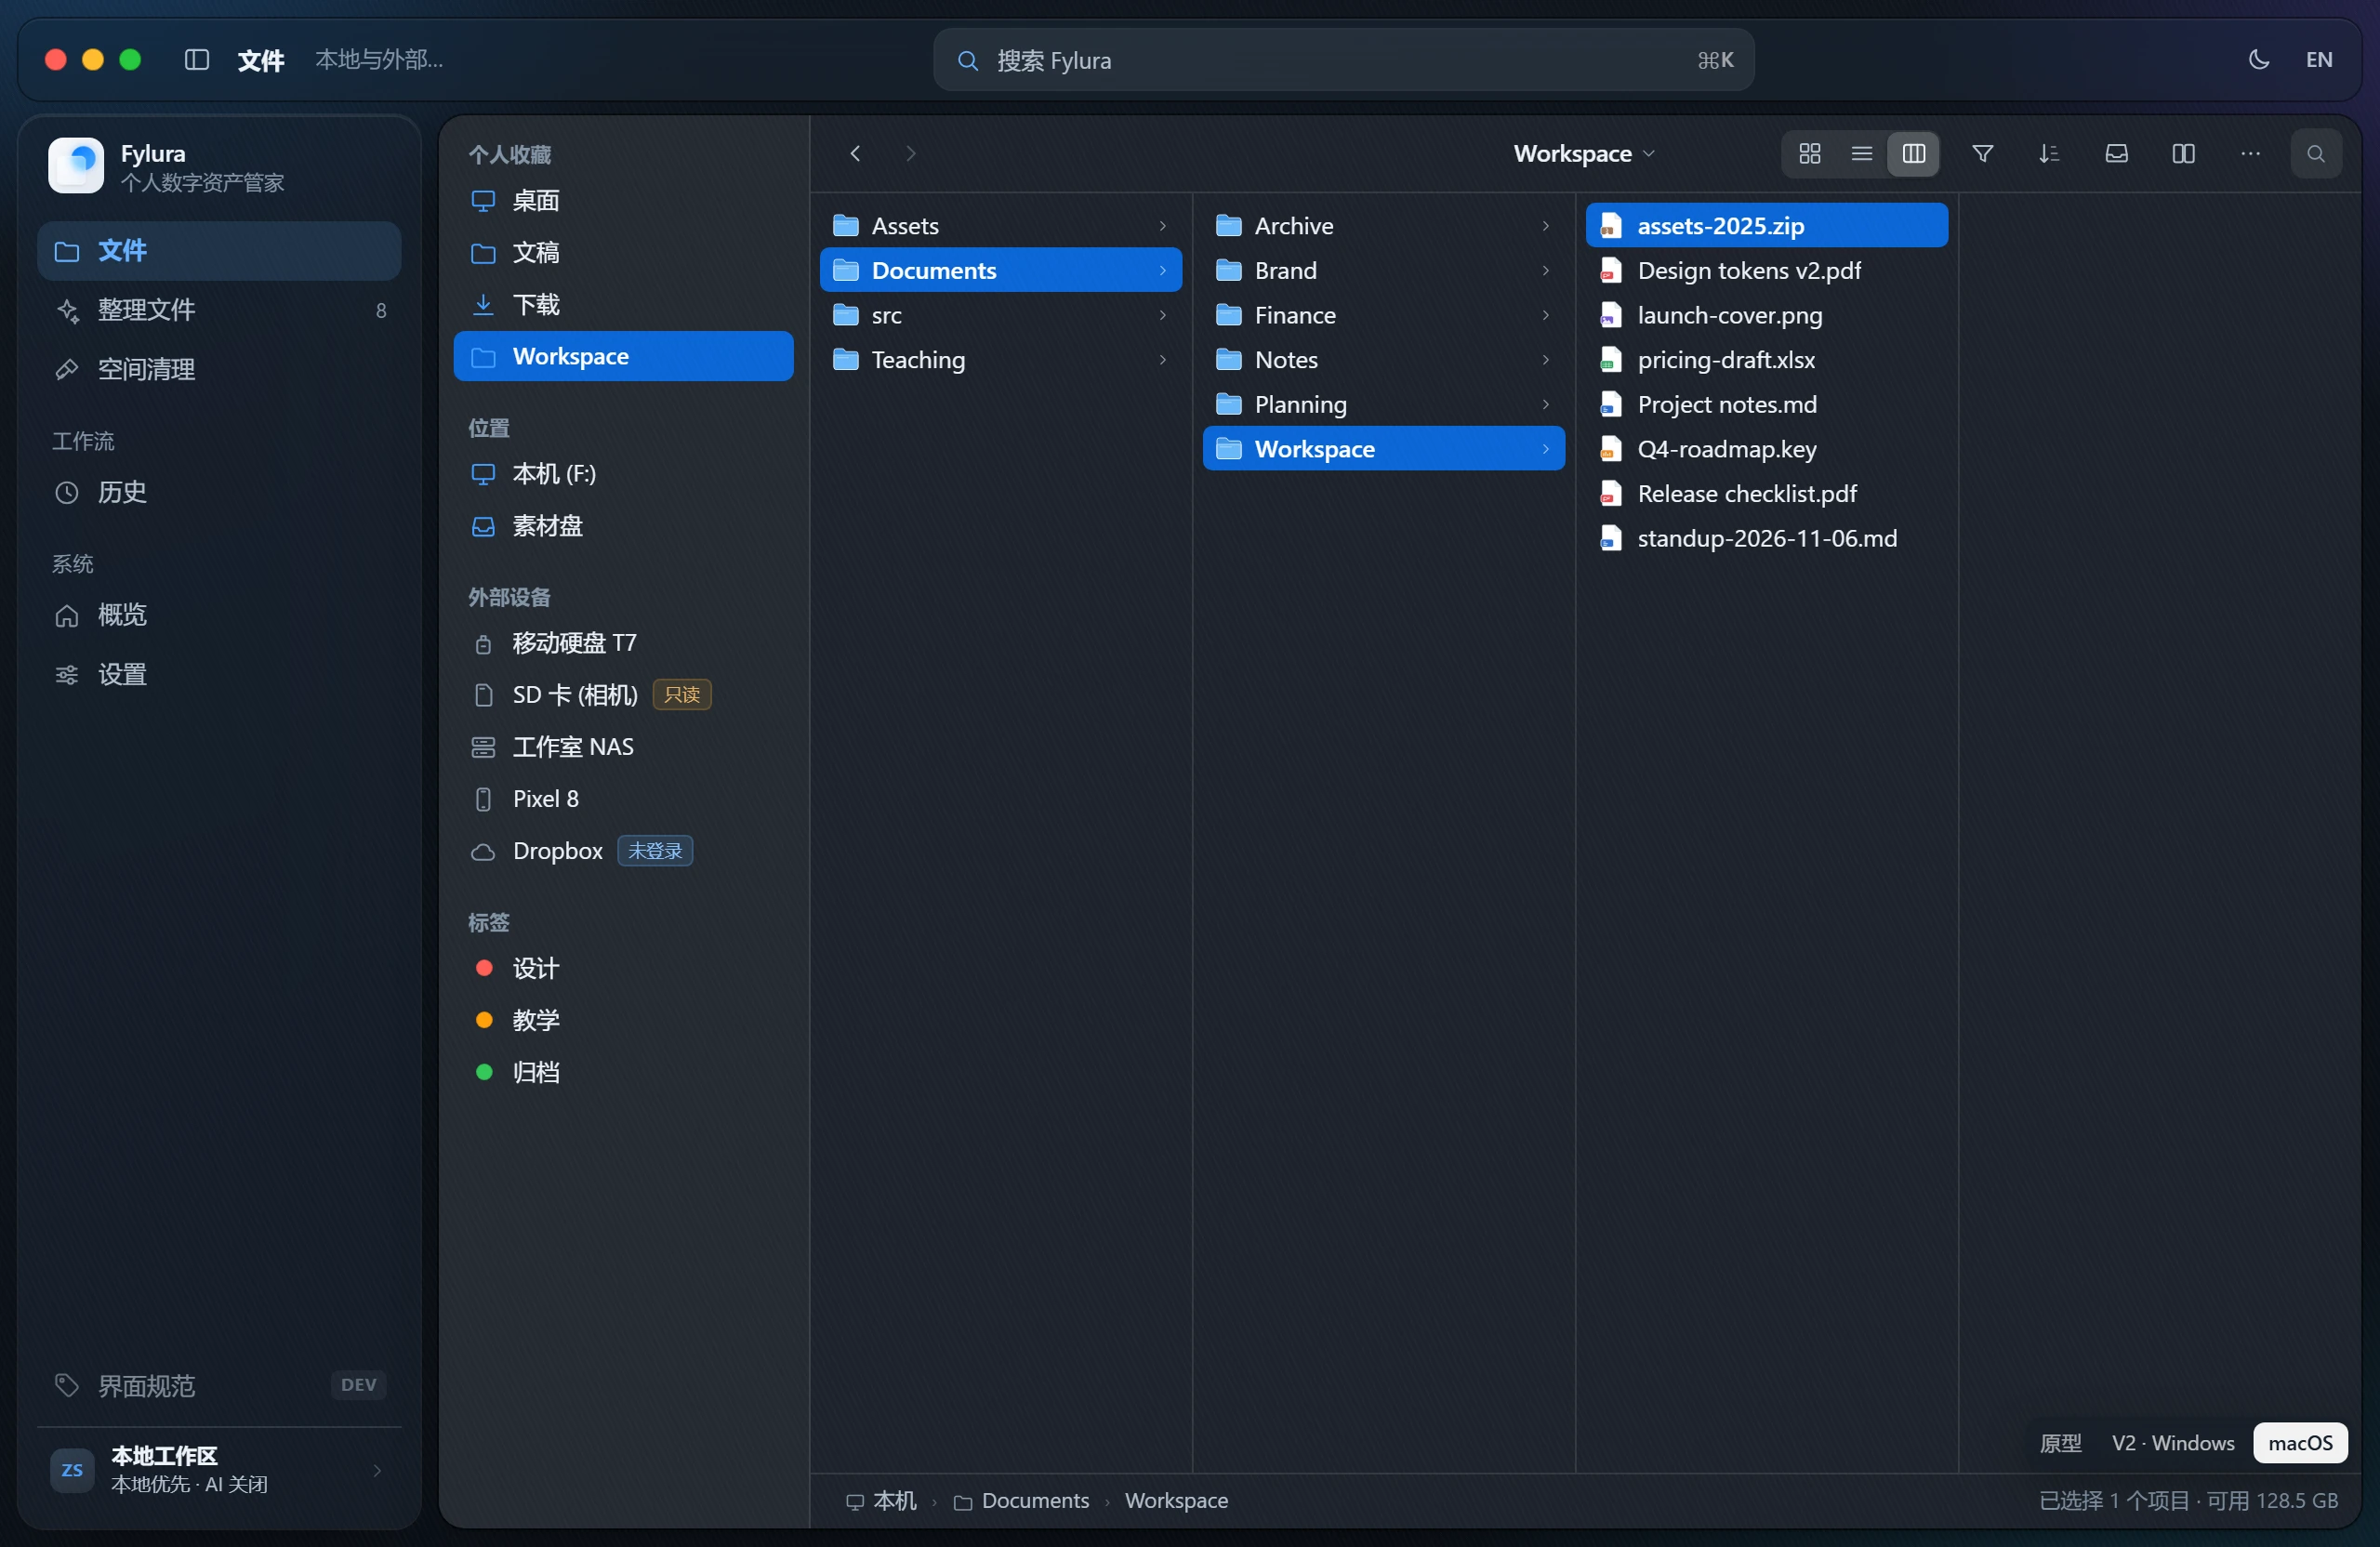 文件
本地与外部...
搜索 Fylura
⌘K
EN
Fylura
个人数字资产管家
文件
整理文件
8
空间清理
工作流
历史
系统
概览
设置
界面规范
DEV
ZS
本地工作区
本地优先 · AI 关闭
个人收藏
桌面
文稿
下载
Workspace
位置
本机 (F:)
素材盘
外部设备
移动硬盘 T7
SD 卡 (相机)
只读
工作室 NAS
Pixel 8
Dropbox
未登录
标签
设计
教学
归档
Workspace
Assets
Documents
src
Teaching
Archive
Brand
Finance
Notes
Planning
Workspace
assets-2025.zip
Design tokens v2.pdf
launch-cover.png
pricing-draft.xlsx
Project notes.md
Q4-roadmap.key
Release checklist.pdf
standup-2026-11-06.md
原型
V2 · Windows
macOS
本机 › Documents › Workspace
已选择 1 个项目 · 可用 128.5 GB